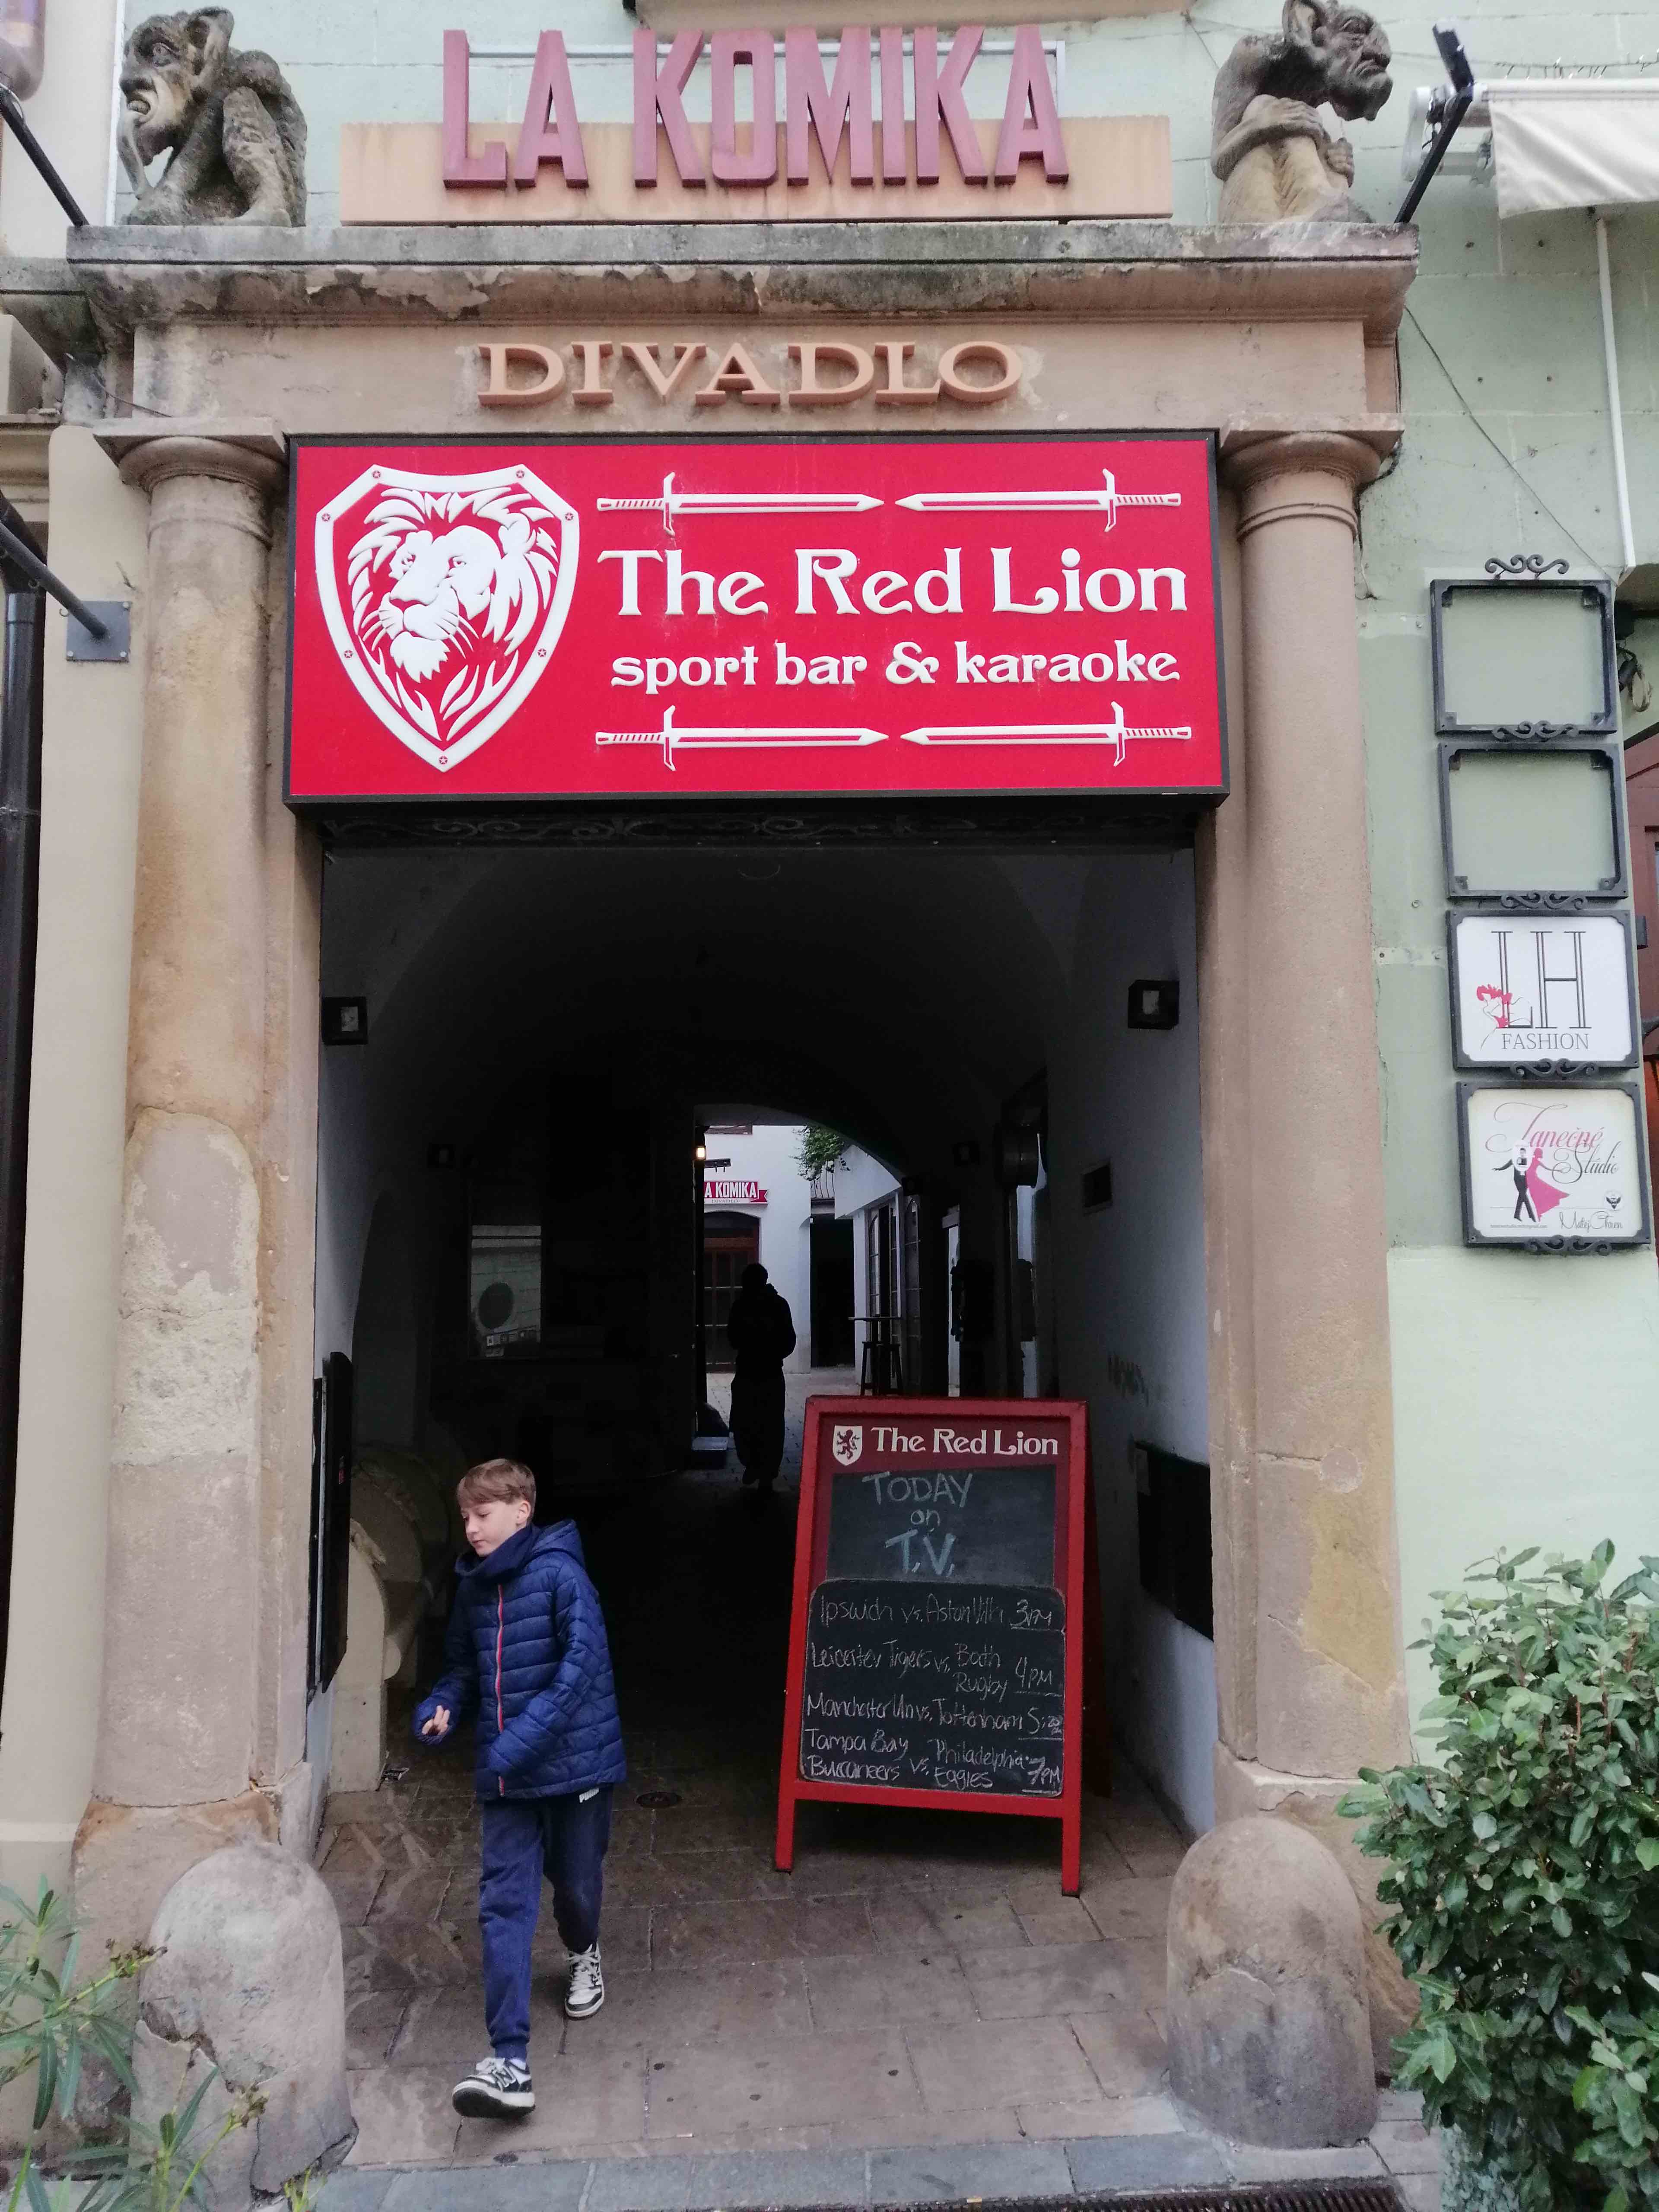 LA KOMIKA
DIVADLO
The Red Lion
sport bar & karaoke
LH
FASHION
Tanečné
Štúdio
A KOMIKA
The Red Lion
TODAY
on
T.V.
Ipswich vs. Aston Villa 3PM
Leicester Tigers vs. Bath
Rugby 4PM
Manchester Un vs. Tottenham 5:30
Tampa Bay
Buccaneers vs. Philadelphia
Eagles 7PM